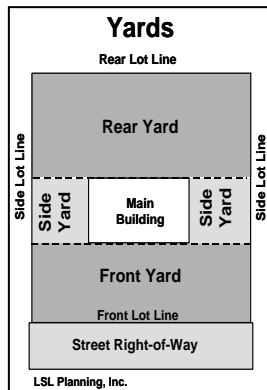 Yards
Rear Lot Line
Side Lot Line
Rear Yard
Side Lot Line
Side Yard
Main
Building
Side Yard
Front Yard
Front Lot Line
Street Right-of-Way
LSL Planning, Inc.